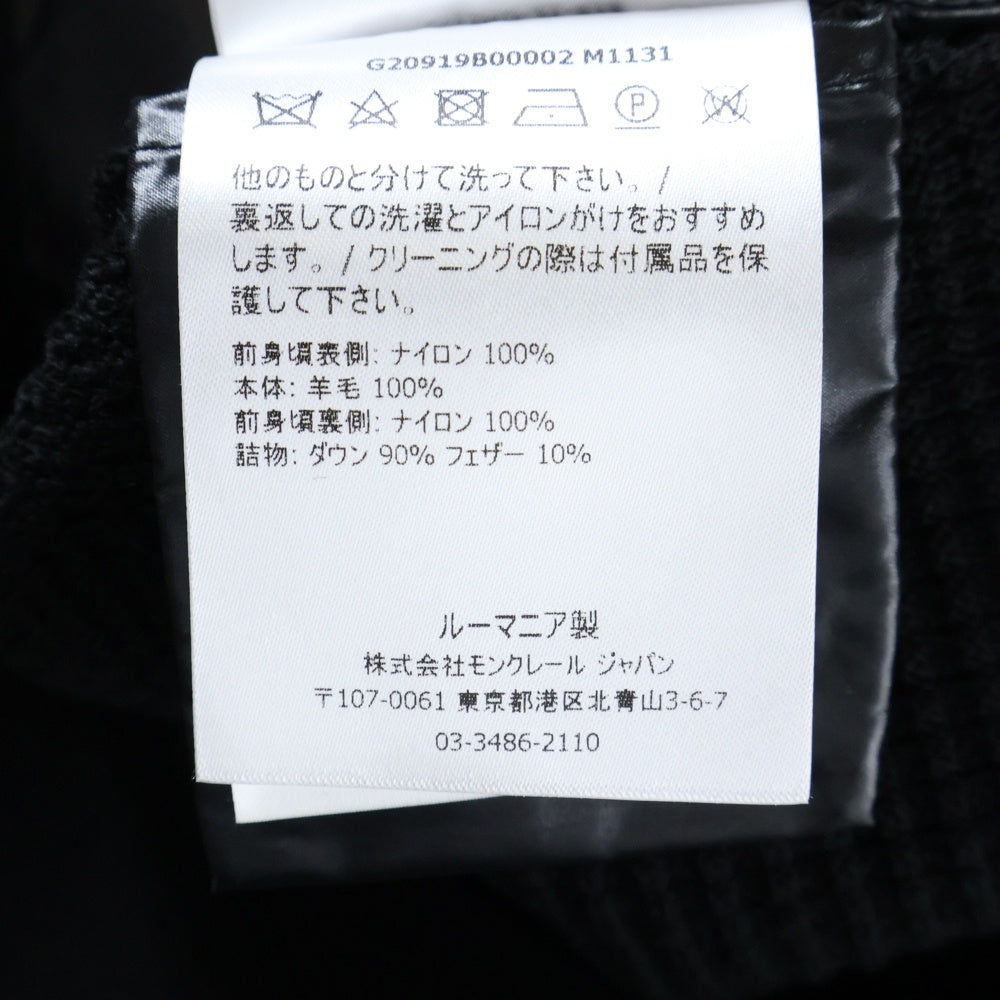 G20919B00002 M1131
他のものと分けて洗って下さい。/
裏返しての洗濯とアイロンがけをおすすめ
します。/ クリーニングの際は付属品を保
護して下さい。
前身頃表側: ナイロン 100%
本体: 羊毛 100%
前身頃裏側: ナイロン 100%
詰物: ダウン 90% フェザー 10%
ルーマニア製
株式会社モンクレール ジャパン
〒107-0061 東京都港区北青山3-6-7
03-3486-2110